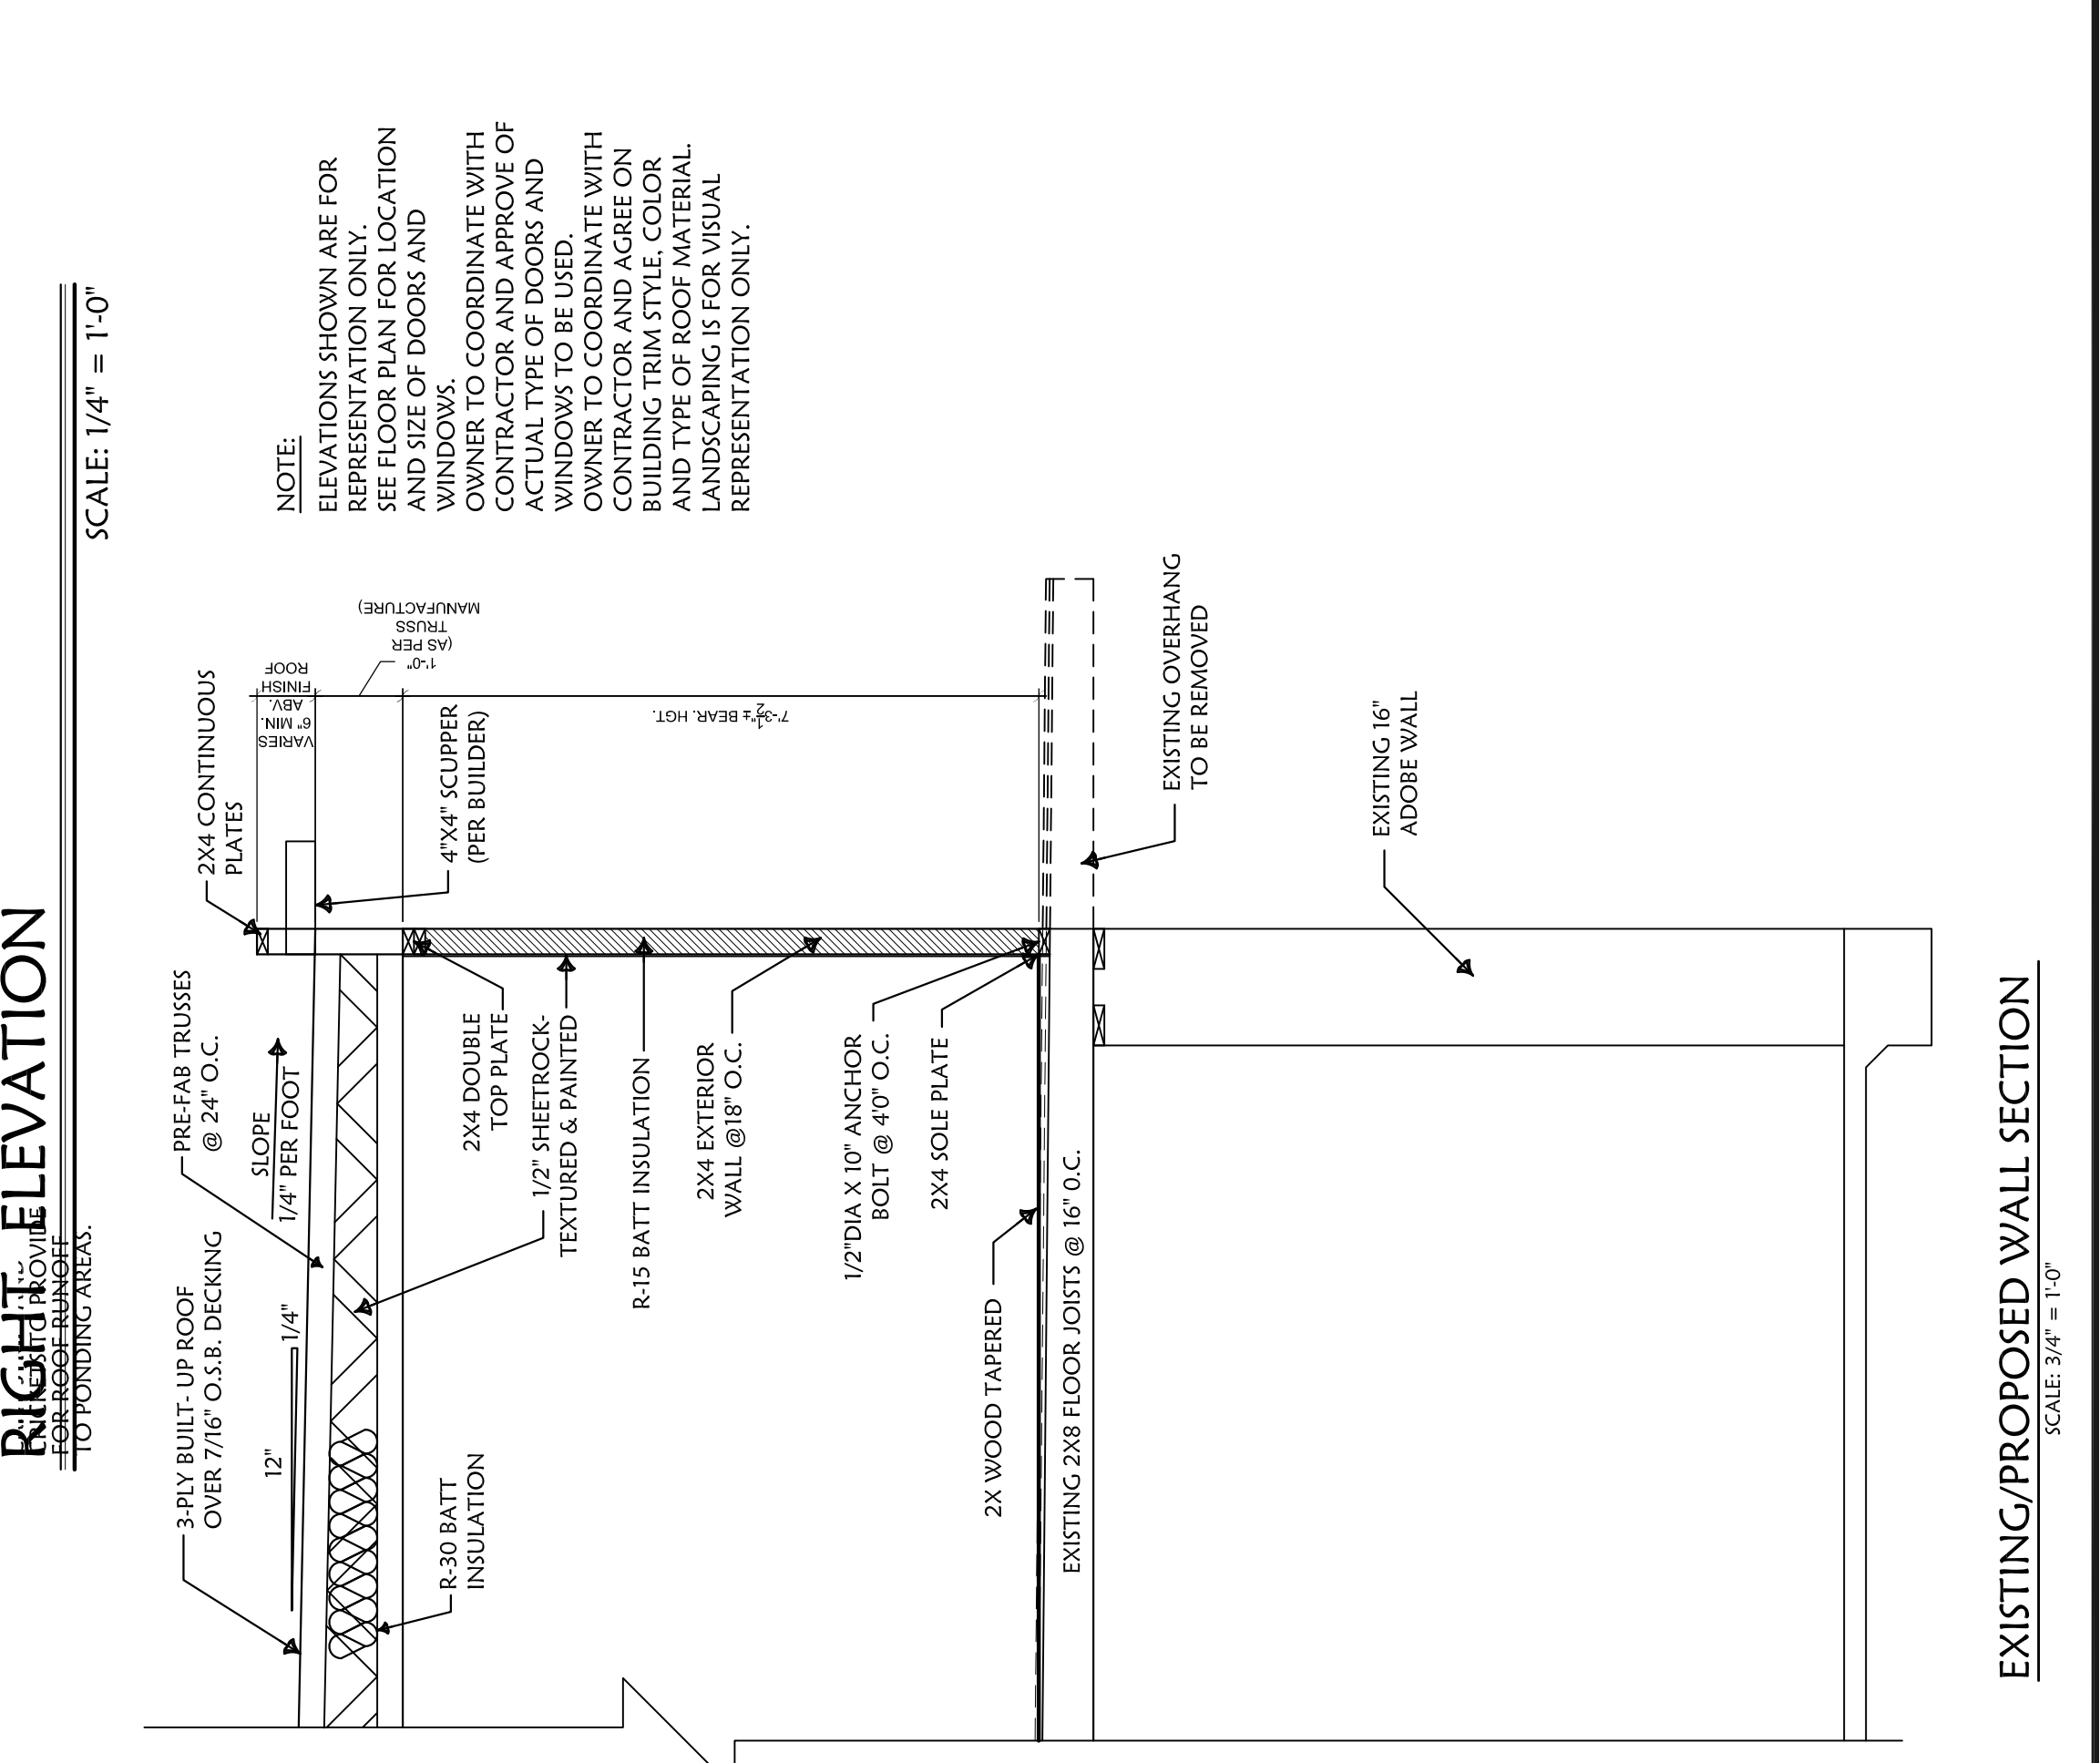 RIGHT ELEVATION
SCALE: 1/4" = 1'-0"
CRICKETS TO PROVIDE
FOR ROOF RUNOFF
TO PONDING AREAS.
NOTE:
ELEVATIONS SHOWN ARE FOR
REPRESENTATION ONLY.
SEE FLOOR PLAN FOR LOCATION
AND SIZE OF DOORS AND
WINDOWS.
OWNER TO COORDINATE WITH
CONTRACTOR AND APPROVE OF
ACTUAL TYPE OF DOORS AND
WINDOWS TO BE USED.
OWNER TO COORDINATE WITH
CONTRACTOR AND AGREE ON
BUILDING TRIM STYLE, COLOR
AND TYPE OF ROOF MATERIAL.
LANDSCAPING IS FOR VISUAL
REPRESENTATION ONLY.
3-PLY BUILT- UP ROOF
OVER 7/16" O.S.B. DECKING
PRE-FAB TRUSSES
@ 24" O.C.
2X4 CONTINUOUS
PLATES
SLOPE
1/4" PER FOOT
12"
1/4"
VARIES
6" MIN.
ABV.
FINISH
ROOF
1'-0"
(AS PER
TRUSS
MANUFACTURE)
7'-3 1/2"± BEAR. HGT.
4"X4" SCUPPER
(PER BUILDER)
R-30 BATT
INSULATION
2X4 DOUBLE
TOP PLATE
1/2" SHEETROCK-
TEXTURED & PAINTED
R-15 BATT INSULATION
2X4 EXTERIOR
WALL @18" O.C.
1/2"DIA X 10" ANCHOR
BOLT @ 4'0" O.C.
2X4 SOLE PLATE
2X WOOD TAPERED
EXISTING 2X8 FLOOR JOISTS @ 16" O.C.
EXISTING OVERHANG
TO BE REMOVED
EXISTING 16"
ADOBE WALL
EXISTING/PROPOSED WALL SECTION
SCALE: 3/4" = 1'-0"